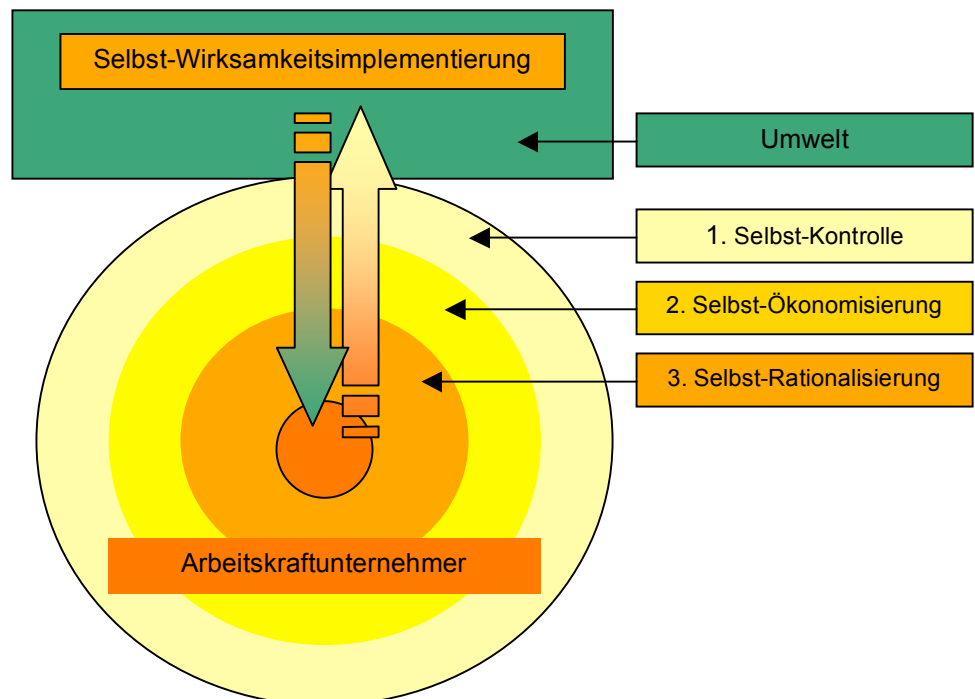 Selbst-Wirksamkeitsimplementierung
Umwelt
1. Selbst-Kontrolle
2. Selbst-Ökonomisierung
3. Selbst-Rationalisierung
Arbeitskraftunternehmer